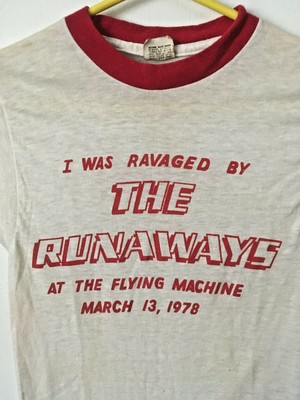 I WAS RAVAGED BY
THE
RUNAWAYS
AT THE FLYING MACHINE
MARCH 13, 1978